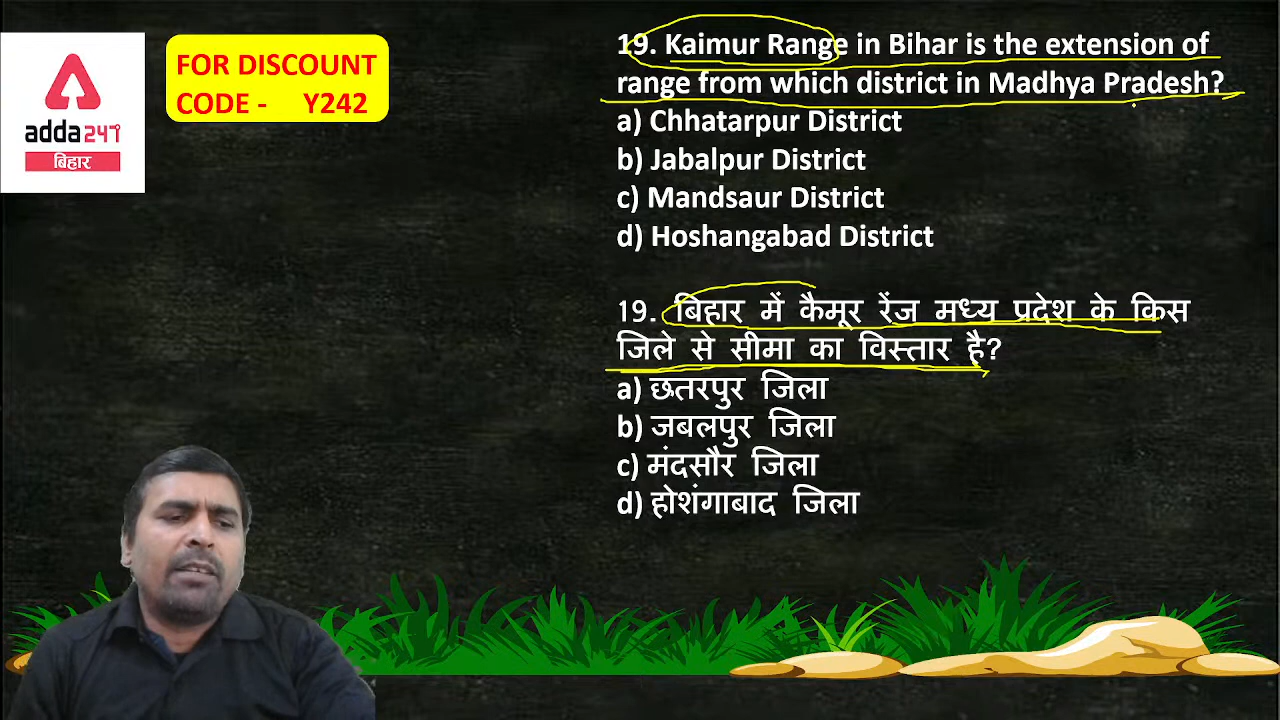 adda247
बिहार
FOR DISCOUNT
CODE - Y242
19. Kaimur Range in Bihar is the extension of
range from which district in Madhya Pradesh?
a) Chhatarpur District
b) Jabalpur District
c) Mandsaur District
d) Hoshangabad District
19. बिहार में कैमूर रेंज मध्य प्रदेश के किस
जिले से सीमा का विस्तार है?
a) छतरपुर जिला
b) जबलपुर जिला
c) मंदसौर जिला
d) होशंगाबाद जिला